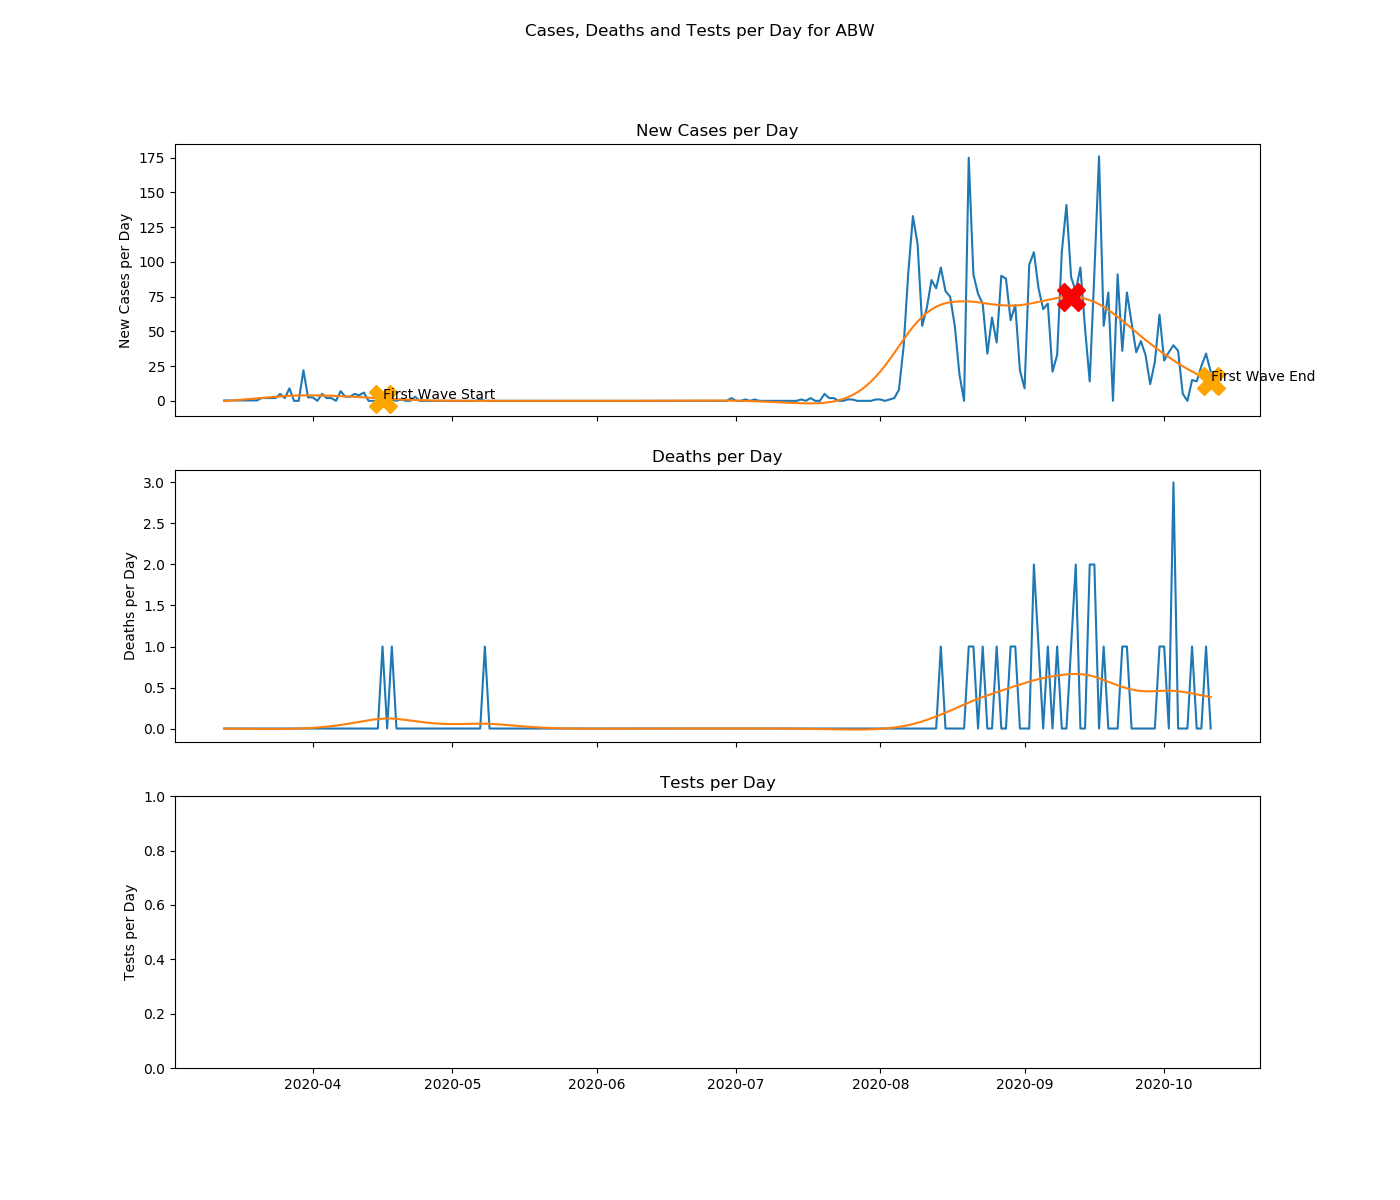 Cases, Deaths and Tests per Day for ABW
New Cases per Day
New Cases per Day
175
150
125
100
75
50
25
0
First Wave Start
First Wave End
Deaths per Day
Deaths per Day
3.0
2.5
2.0
1.5
1.0
0.5
0.0
Tests per Day
Tests per Day
1.0
0.8
0.6
0.4
0.2
0.0
2020-04 2020-05 2020-06 2020-07 2020-08 2020-09 2020-10